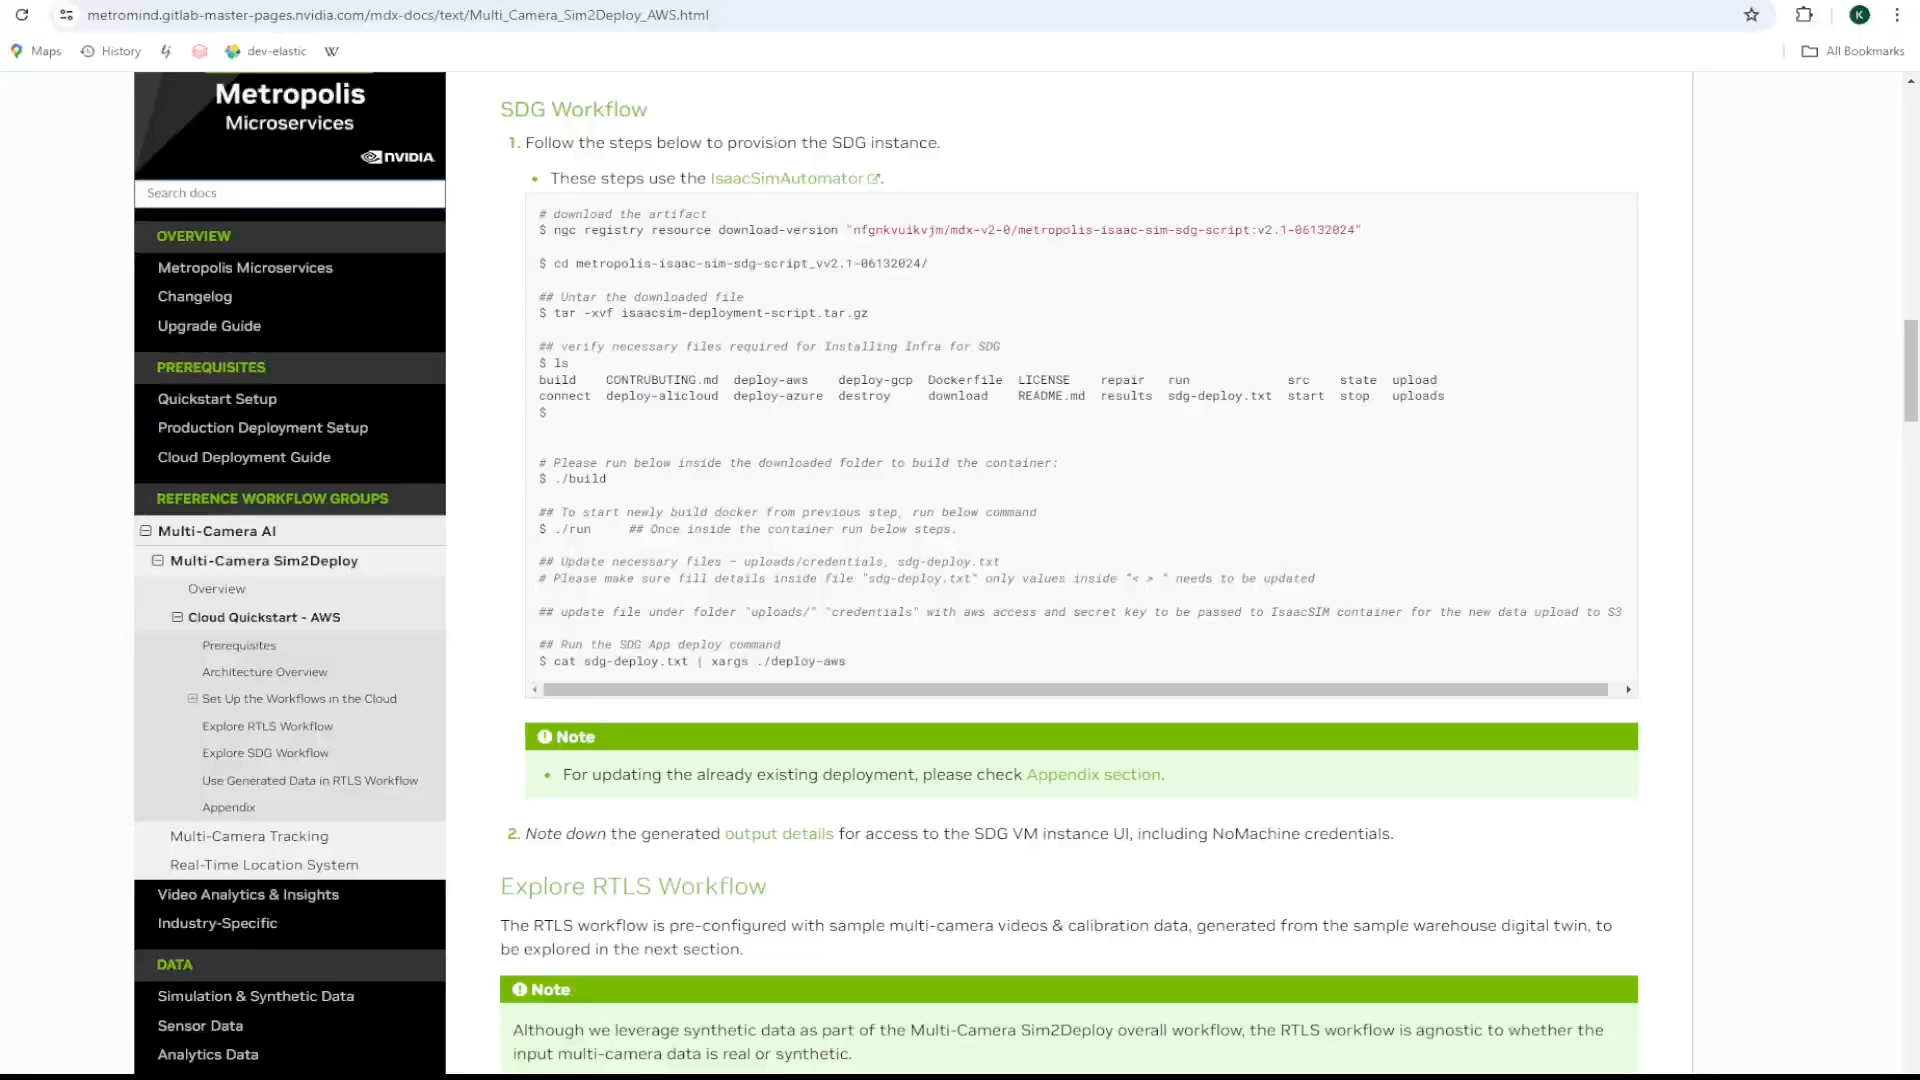 metromind.gitlab-master-pages.nvidia.com/mdx-docs/text/Multi_Camera_Sim2Deploy_AWS.html
K
Maps
History
dev-elastic
W
All Bookmarks
Metropolis
Microservices
NVIDIA
Search docs
OVERVIEW
Metropolis Microservices
Changelog
Upgrade Guide
PREREQUISITES
Quickstart Setup
Production Deployment Setup
Cloud Deployment Guide
REFERENCE WORKFLOW GROUPS
Multi-Camera AI
Multi-Camera Sim2Deploy
Overview
Cloud Quickstart - AWS
Prerequisites
Architecture Overview
Set Up the Workflows in the Cloud
Explore RTLS Workflow
Explore SDG Workflow
Use Generated Data in RTLS Workflow
Appendix
Multi-Camera Tracking
Real-Time Location System
Video Analytics & Insights
Industry-Specific
DATA
Simulation & Synthetic Data
Sensor Data
Analytics Data
SDG Workflow
1. Follow the steps below to provision the SDG instance.
• These steps use the IsaacSimAutomator.
# download the artifact
$ ngc registry resource download-version "nfgnkvuikvjm/mdx-v2-0/metropolis-isaac-sim-sdg-script:v2.1-06132024"
$ cd metropolis-isaac-sim-sdg-script_vv2.1-06132024/
## Untar the downloaded file
$ tar -xvf isaacsim-deployment-script.tar.gz
## verify necessary files required for Installing Infra for SDG
$ ls
build CONTRUBUTING.md deploy-aws deploy-gcp Dockerfile LICENSE repair run src state upload
connect deploy-alicloud deploy-azure destroy download README.md results sdg-deploy.txt start stop uploads
$
# Please run below inside the downloaded folder to build the container:
$ ./build
## To start newly build docker from previous step, run below command
$ ./run ## Once inside the container run below steps.
## Update necessary files - uploads/credentials, sdg-deploy.txt
# Please make sure fill details inside file "sdg-deploy.txt" only values inside "< > " needs to be updated
## update file under folder "uploads/" "credentials" with aws access and secret key to be passed to IsaacSIM container for the new data upload to S3
## Run the SDG App deploy command
$ cat sdg-deploy.txt | xargs ./deploy-aws
Note
• For updating the already existing deployment, please check Appendix section.
2. Note down the generated output details for access to the SDG VM instance UI, including NoMachine credentials.
Explore RTLS Workflow
The RTLS workflow is pre-configured with sample multi-camera videos & calibration data, generated from the sample warehouse digital twin, to
be explored in the next section.
Note
Although we leverage synthetic data as part of the Multi-Camera Sim2Deploy overall workflow, the RTLS workflow is agnostic to whether the
input multi-camera data is real or synthetic.